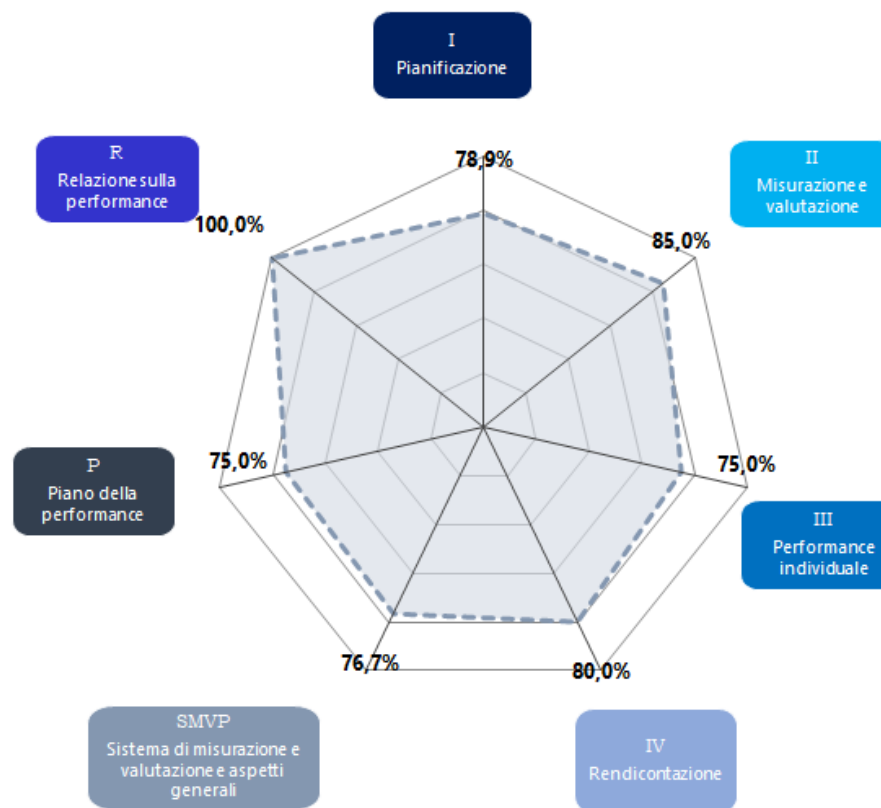 I
Pianificazione
R
Relazione sulla
performance
II
Misurazione e
valutazione
78,9%
100,0%
85,0%
P
Piano della
performance
75,0%
75,0%
III
Performance
individuale
76,7%
80,0%
SMVP
Sistema di misurazione e
valutazione e aspetti
generali
IV
Rendicontazione